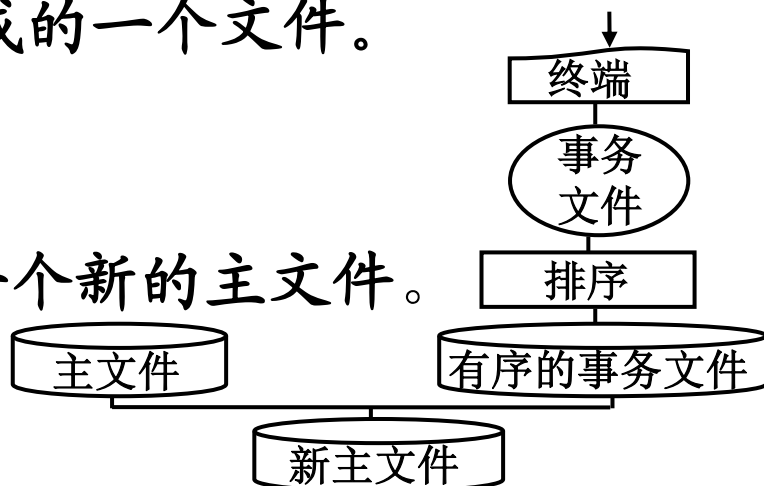 成的一个文件。
终端
事务
文件
一个新的主文件。
排序
主文件
有序的事务文件
新主文件